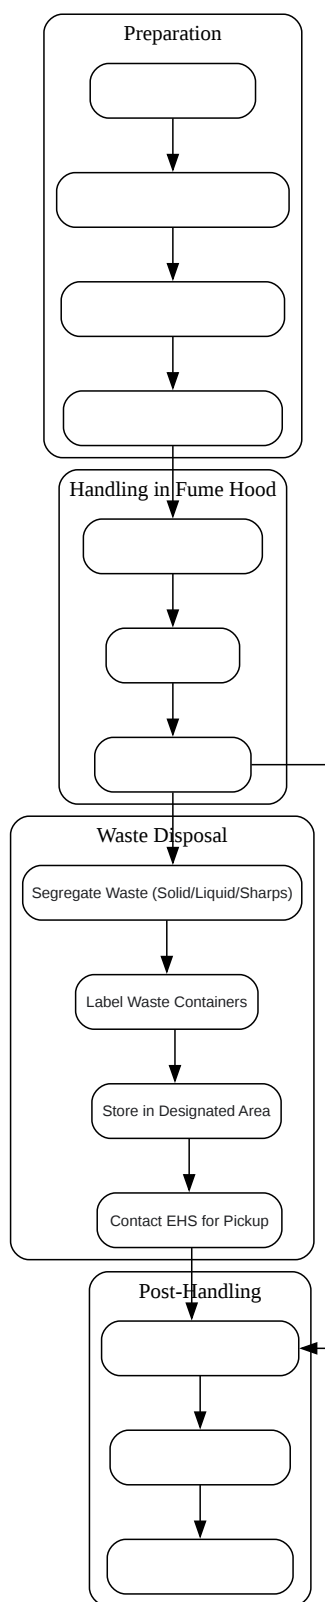 Preparation
Handling in Fume Hood
Waste Disposal
Segregate Waste (Solid/Liquid/Sharps)
Label Waste Containers
Store in Designated Area
Contact EHS for Pickup
Post-Handling